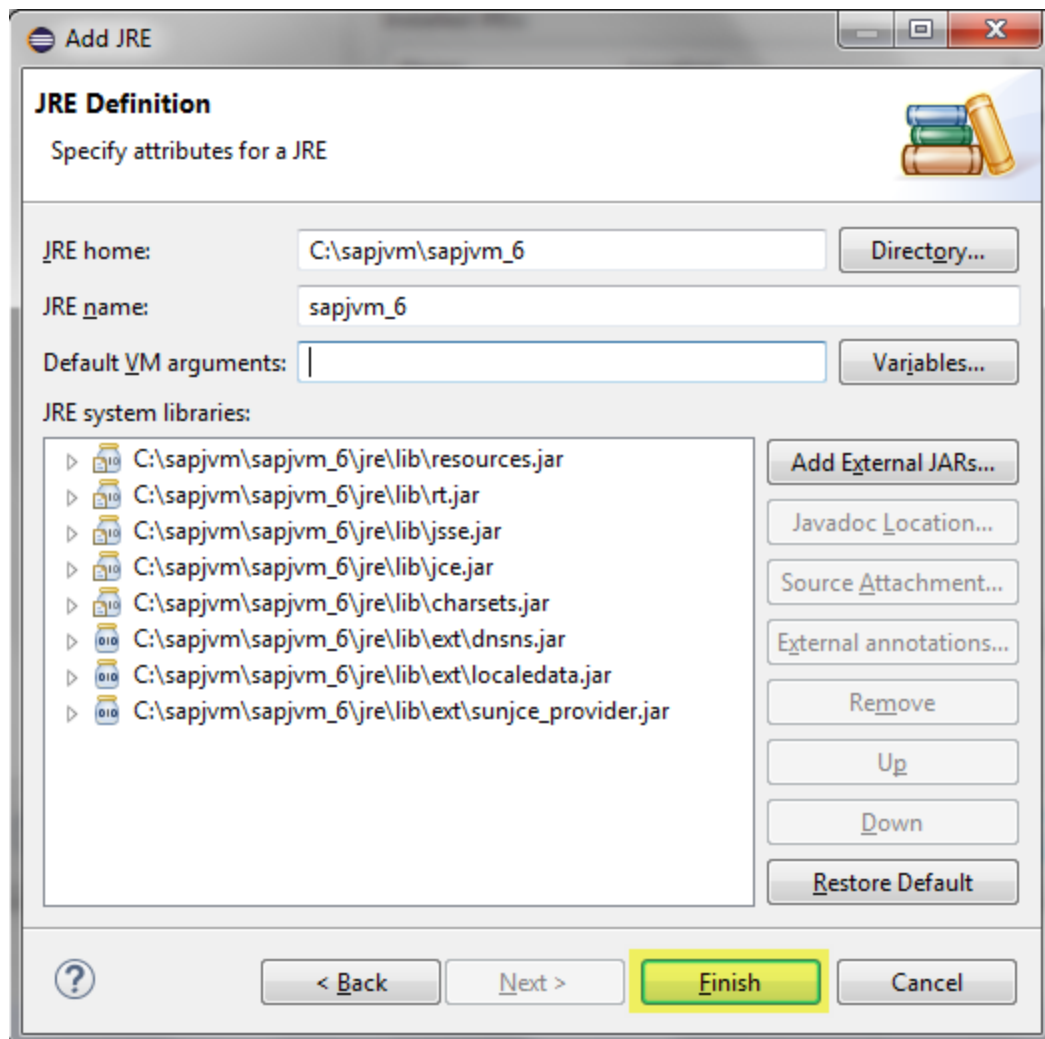 Add JRE
JRE Definition
Specify attributes for a JRE
JRE home:
C:\sapjvm\sapjvm_6
Directory...
JRE name:
sapjvm_6
Default VM arguments:
Variables...
JRE system libraries:
C:\sapjvm\sapjvm_6\jre\lib\resources.jar
C:\sapjvm\sapjvm_6\jre\lib\rt.jar
C:\sapjvm\sapjvm_6\jre\lib\jsse.jar
C:\sapjvm\sapjvm_6\jre\lib\jce.jar
C:\sapjvm\sapjvm_6\jre\lib\charsets.jar
C:\sapjvm\sapjvm_6\jre\lib\ext\dnsns.jar
C:\sapjvm\sapjvm_6\jre\lib\ext\localedata.jar
C:\sapjvm\sapjvm_6\jre\lib\ext\sunjce_provider.jar
Add External JARs...
Javadoc Location...
Source Attachment...
External annotations...
Remove
Up
Down
Restore Default
?
< Back
Next >
Finish
Cancel